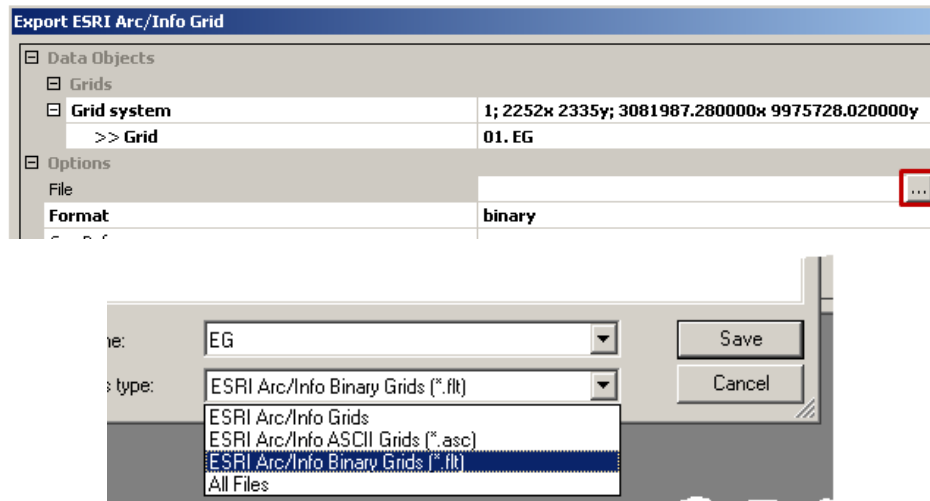 Export ESRI Arc/Info Grid
Data Objects
Grids
Grid system 1; 2252x 2335y; 3081987.280000x 9975728.020000y
>> Grid 01. EG
Options
File ...
Format binary
EG Save
type: ESRI Arc/Info Binary Grids (*.flt) Cancel
ESRI Arc/Info Grids
ESRI Arc/Info ASCII Grids (*.asc)
ESRI Arc/Info Binary Grids (*.flt)
All Files